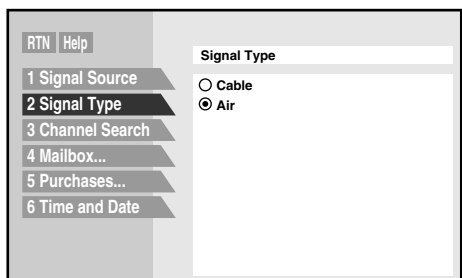 RTN Help
1 Signal Source
2 Signal Type
3 Channel Search
4 Mailbox...
5 Purchases...
6 Time and Date
Signal Type
Cable
Air